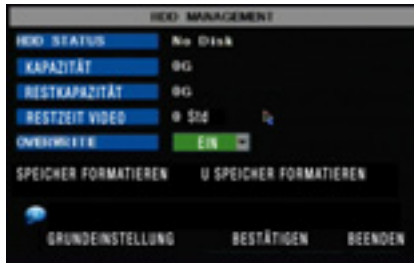 HDD MANAGEMENT
HDD STATUS No Disk
KAPAZITÄT 0G
RESTKAPAZITÄT 0G
RESTZEIT VIDEO 0 Std
OVERWRITE EIN
SPEICHER FORMATIEREN U SPEICHER FORMATIEREN
GRUNDEINSTELLUNG BESTÄTIGEN BEENDEN